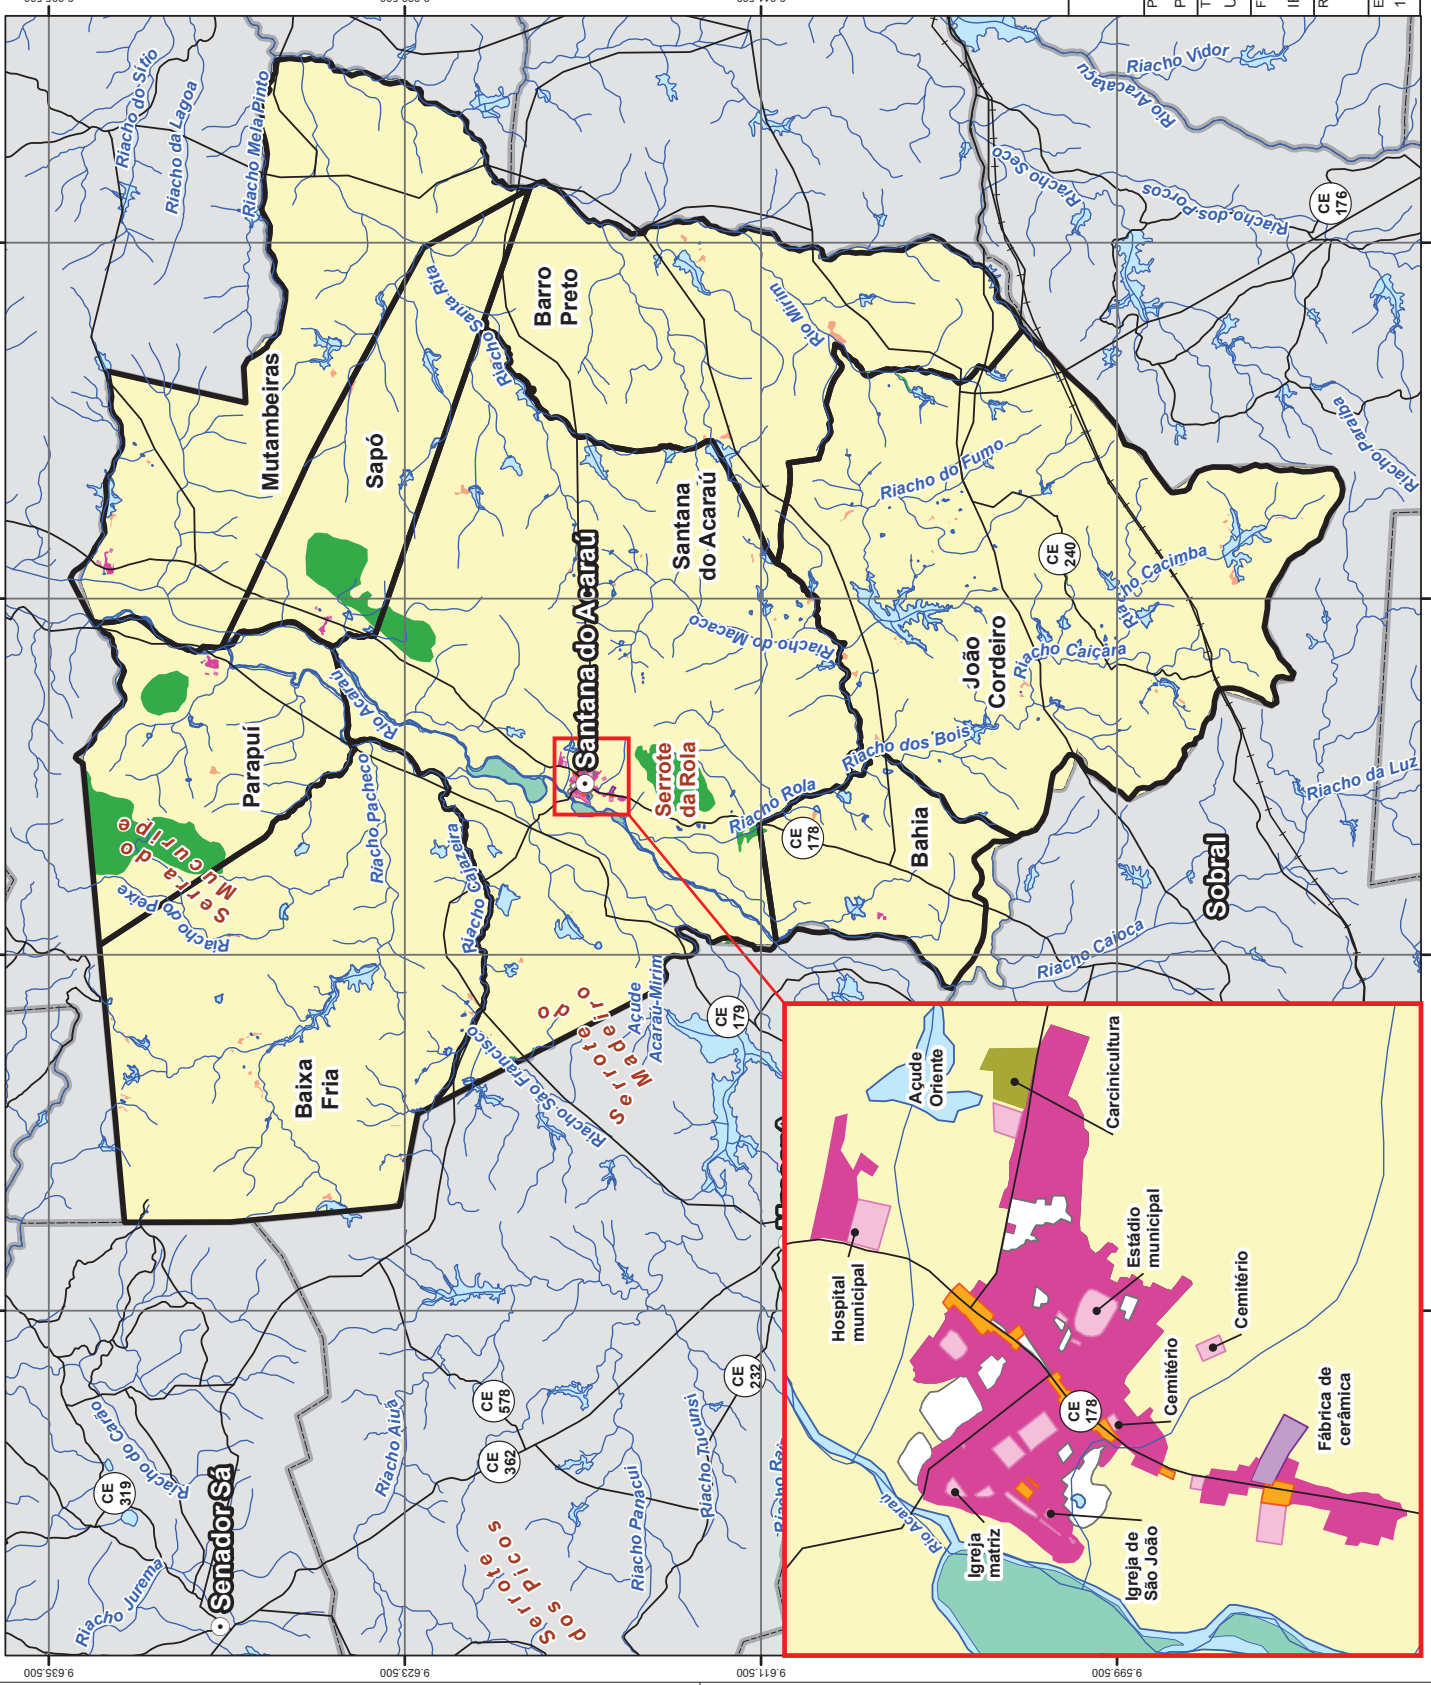 Riacho do Sítio
Riacho da Lagoa
Riacho Mela Pinto
Mutambeiras
Sapó
Riacho Santa Rita
Barro
Preto
Rio Mirim
Riacho Seco
Rio Aracataçu
Riacho Vidor
Riacho dos Porcos
CE
176
Riacho Paraíba
Riacho do Fumo
CE
240
Riacho Cacimba
Riacho Caiçara
João
Cordeiro
Santana
do Acaraú
Santana do Acaraú
Riacho do Macaco
Rio Acaraú
Parapuí
Serra do
Mucuripe
Riacho do Peixe
Riacho Pacheco
Riacho Cajazeira
Serrote
da Rola
Riacho Rola
Riacho dos Bois
CE
178
Bahia
Sobral
Riacho da Luz
Riacho Caioca
Baixa
Fria
Riacho São Francisco
Serrote do
Madeiro
Açude
Acaraú-Mirim
CE
179
CE
319
Riacho do Carão
Riacho Jurema
Senador Sá
Riacho Aiuá
CE
578
CE
362
CE
232
Serrote
dos Picos
Riacho Panacuí
Riacho Tucunsi
Açude
Oriente
Carcinicultura
Hospital
municipal
Estádio
municipal
Cemitério
Cemitério
CE
178
Fábrica de
cerâmica
Rio Acaraú
Igreja
matriz
Igreja de
São João
9.635.500
9.623.500
9.611.500
9.599.500